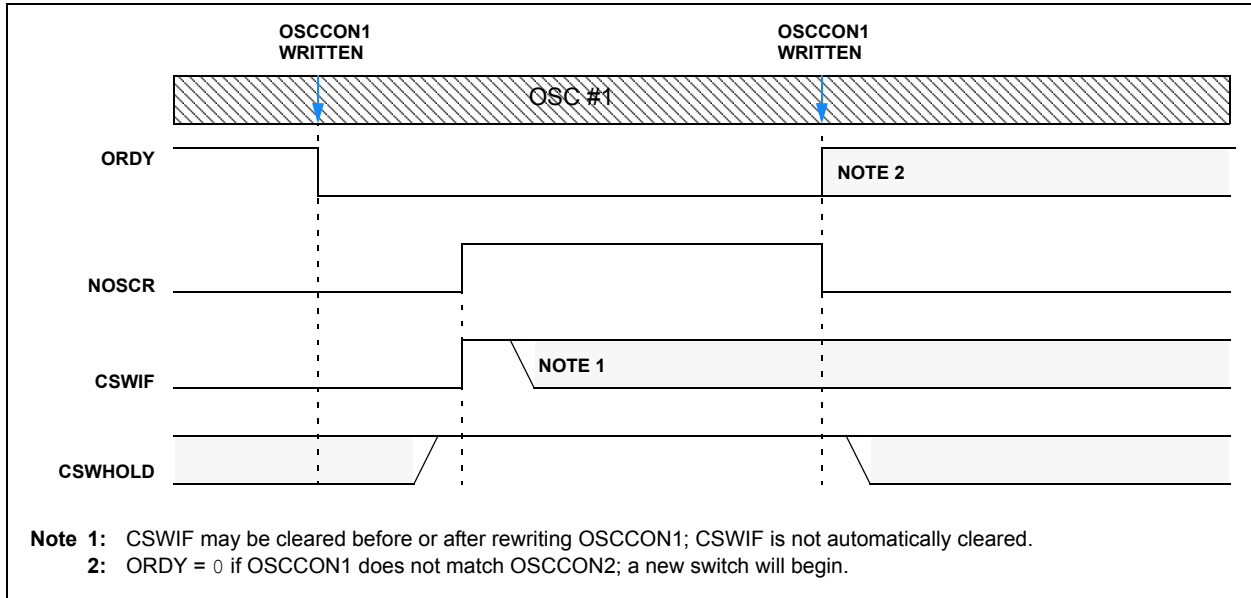 OSCCON1
WRITTEN
OSCCON1
WRITTEN
OSC #1
ORDY
NOTE 2
NOSCR
NOTE 1
CSWIF
CSWHOLD
Note 1: CSWIF may be cleared before or after rewriting OSCCON1; CSWIF is not automatically cleared.
2: ORDY = 0 if OSCCON1 does not match OSCCON2; a new switch will begin.